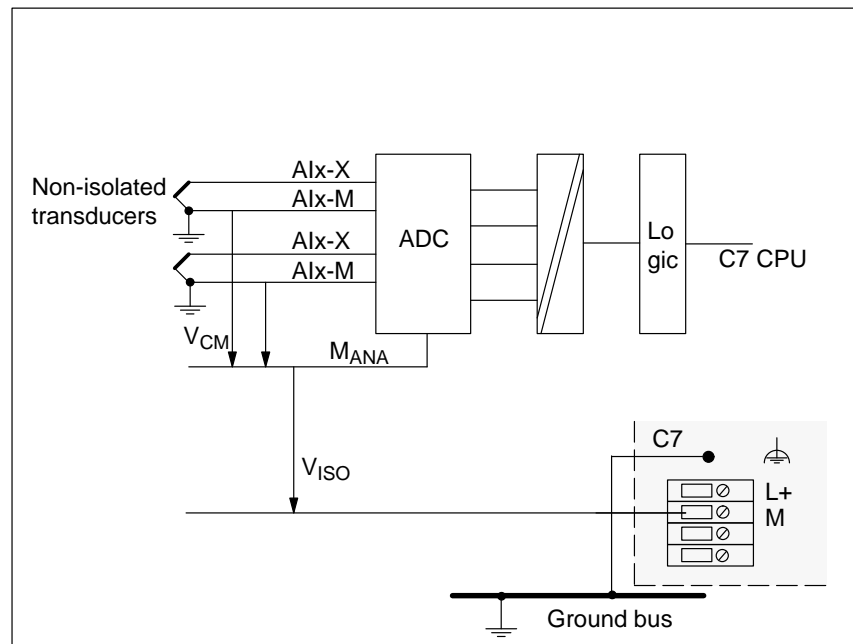 Non-isolated
transducers
AIx-X
AIx-M
AIx-X
AIx-M
ADC
Lo
gic
C7 CPU
VCM
MANA
VISO
C7
L+
M
Ground bus